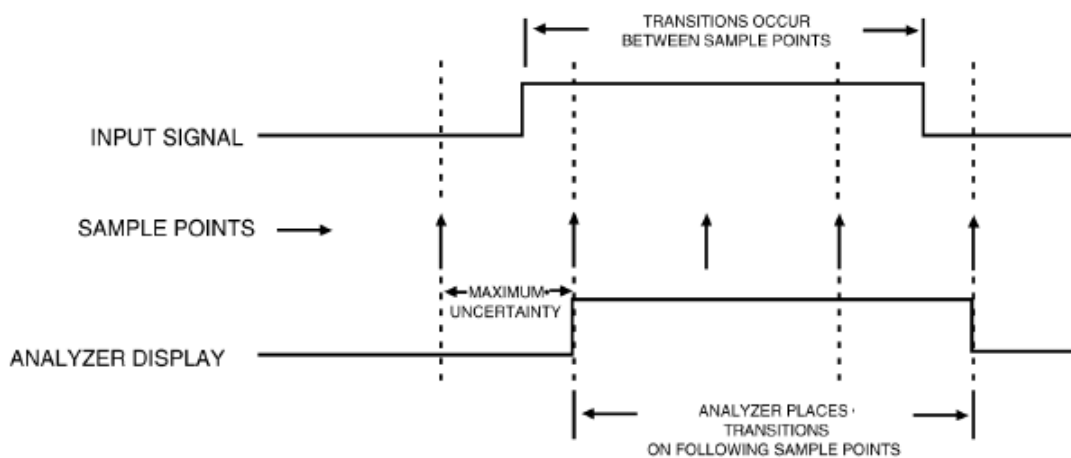 TRANSITIONS OCCUR
BETWEEN SAMPLE POINTS
INPUT SIGNAL
SAMPLE POINTS
MAXIMUM
UNCERTAINTY
ANALYZER DISPLAY
ANALYZER PLACES
TRANSITIONS
ON FOLLOWING SAMPLE POINTS